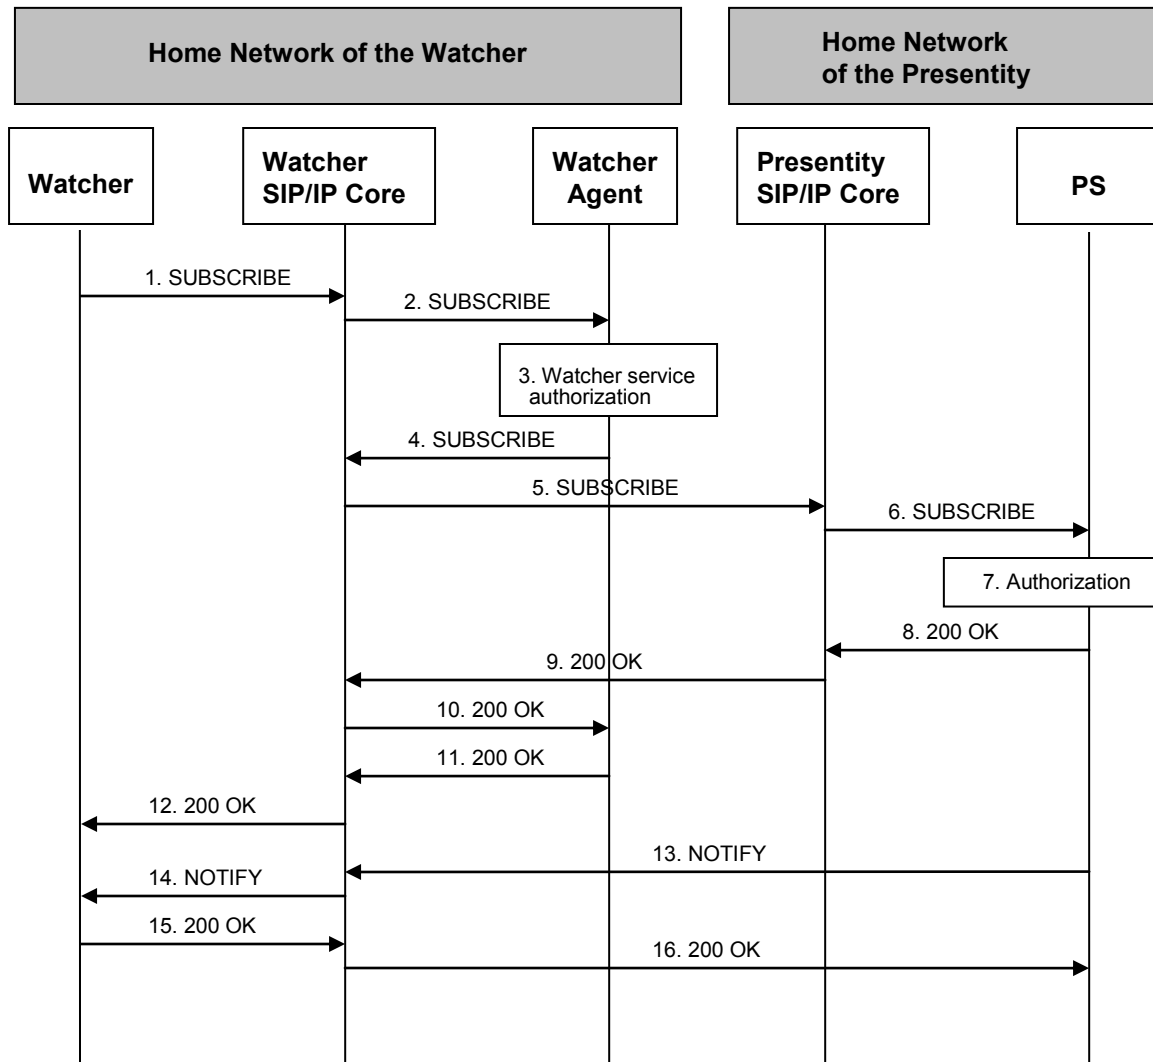 Home Network of the Watcher
Home Network
of the Presentity
Watcher
Watcher
SIP/IP Core
Watcher
Agent
Presentity
SIP/IP Core
PS
1. SUBSCRIBE
2. SUBSCRIBE
3. Watcher service
authorization
4. SUBSCRIBE
5. SUBSCRIBE
6. SUBSCRIBE
7. Authorization
8. 200 OK
9. 200 OK
10. 200 OK
11. 200 OK
12. 200 OK
13. NOTIFY
14. NOTIFY
15. 200 OK
16. 200 OK